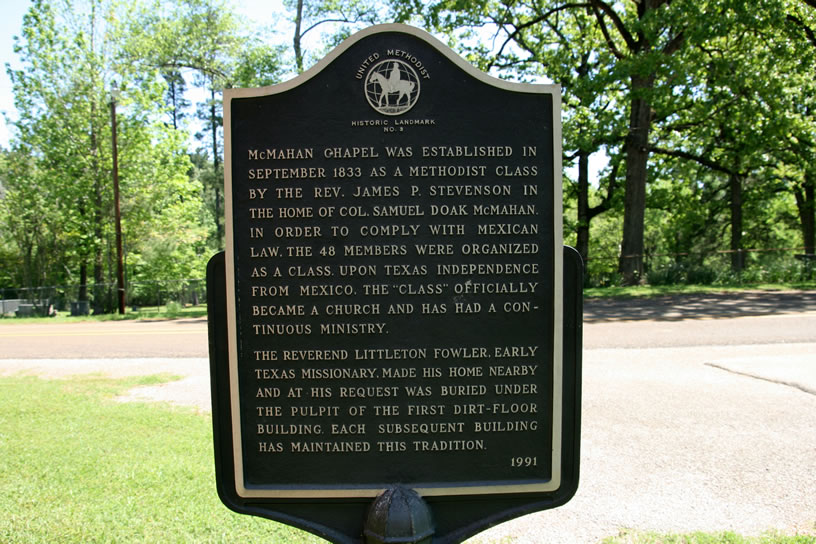 UNITED METHODIST
HISTORIC LANDMARK
NO. 8
McMAHAN CHAPEL WAS ESTABLISHED IN
SEPTEMBER 1833 AS A METHODIST CLASS
BY THE REV. JAMES P. STEVENSON IN
THE HOME OF COL. SAMUEL DOAK McMAHAN.
IN ORDER TO COMPLY WITH MEXICAN
LAW, THE 48 MEMBERS WERE ORGANIZED
AS A CLASS. UPON TEXAS INDEPENDENCE
FROM MEXICO, THE "CLASS" OFFICIALLY
BECAME A CHURCH AND HAS HAD A CON-
TINUOUS MINISTRY.
THE REVEREND LITTLETON FOWLER, EARLY
TEXAS MISSIONARY, MADE HIS HOME NEARBY
AND AT HIS REQUEST WAS BURIED UNDER
THE PULPIT OF THE FIRST DIRT-FLOOR
BUILDING. EACH SUBSEQUENT BUILDING
HAS MAINTAINED THIS TRADITION.
1991